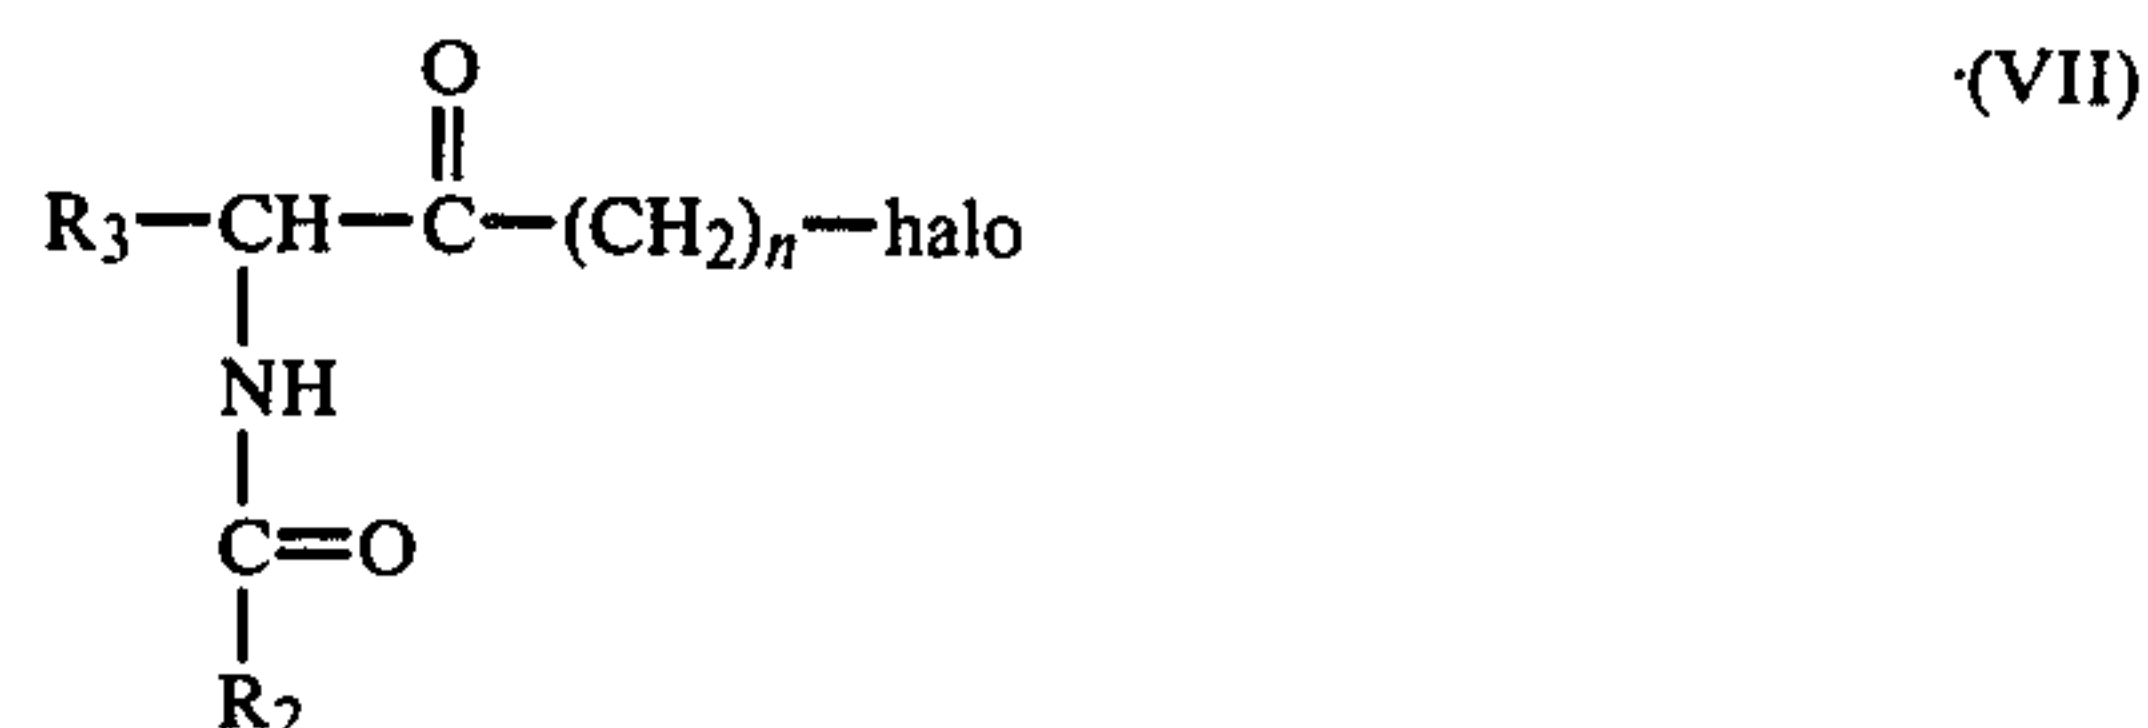 O
·(VII)
R₃—CH—C—(CH₂)ₙ—halo
NH
C=O
R₂